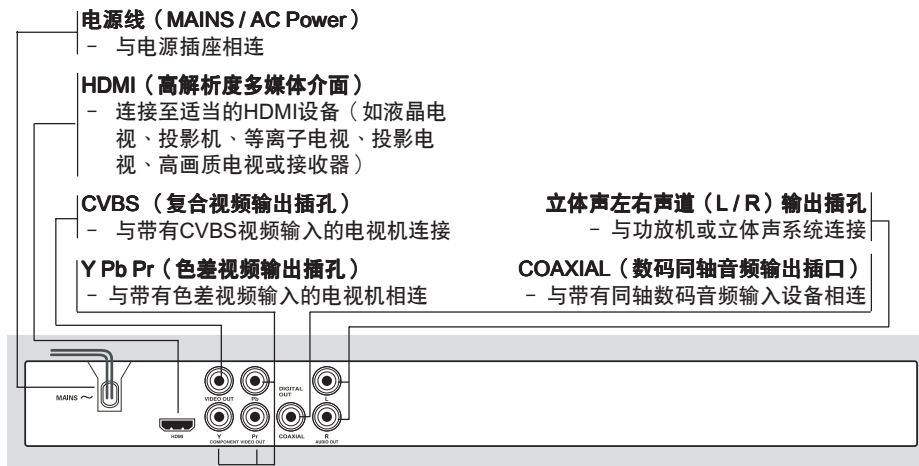 电源线（MAINS / AC Power）
– 与电源插座相连
HDMI（高解析度多媒体介面）
– 连接至适当的HDMI设备（如液晶电
视、投影机、等离子电视、投影电
视、高画质电视或接收器）
CVBS （复合视频输出插孔）
– 与带有CVBS视频输入的电视机连接
Y Pb Pr（色差视频输出插孔）
– 与带有色差视频输入的电视机相连
立体声左右声道（L / R）输出插孔
– 与功放机或立体声系统连接
COAXIAL（数码同轴音频输出插口）
– 与带有同轴数码音频输入设备相连
MAINS ～
HDMI
VIDEO OUT
Pb
DIGITAL
OUT
L
Y
Pr
COMPONENT VIDEO OUT
COAXIAL
R
AUDIO OUT